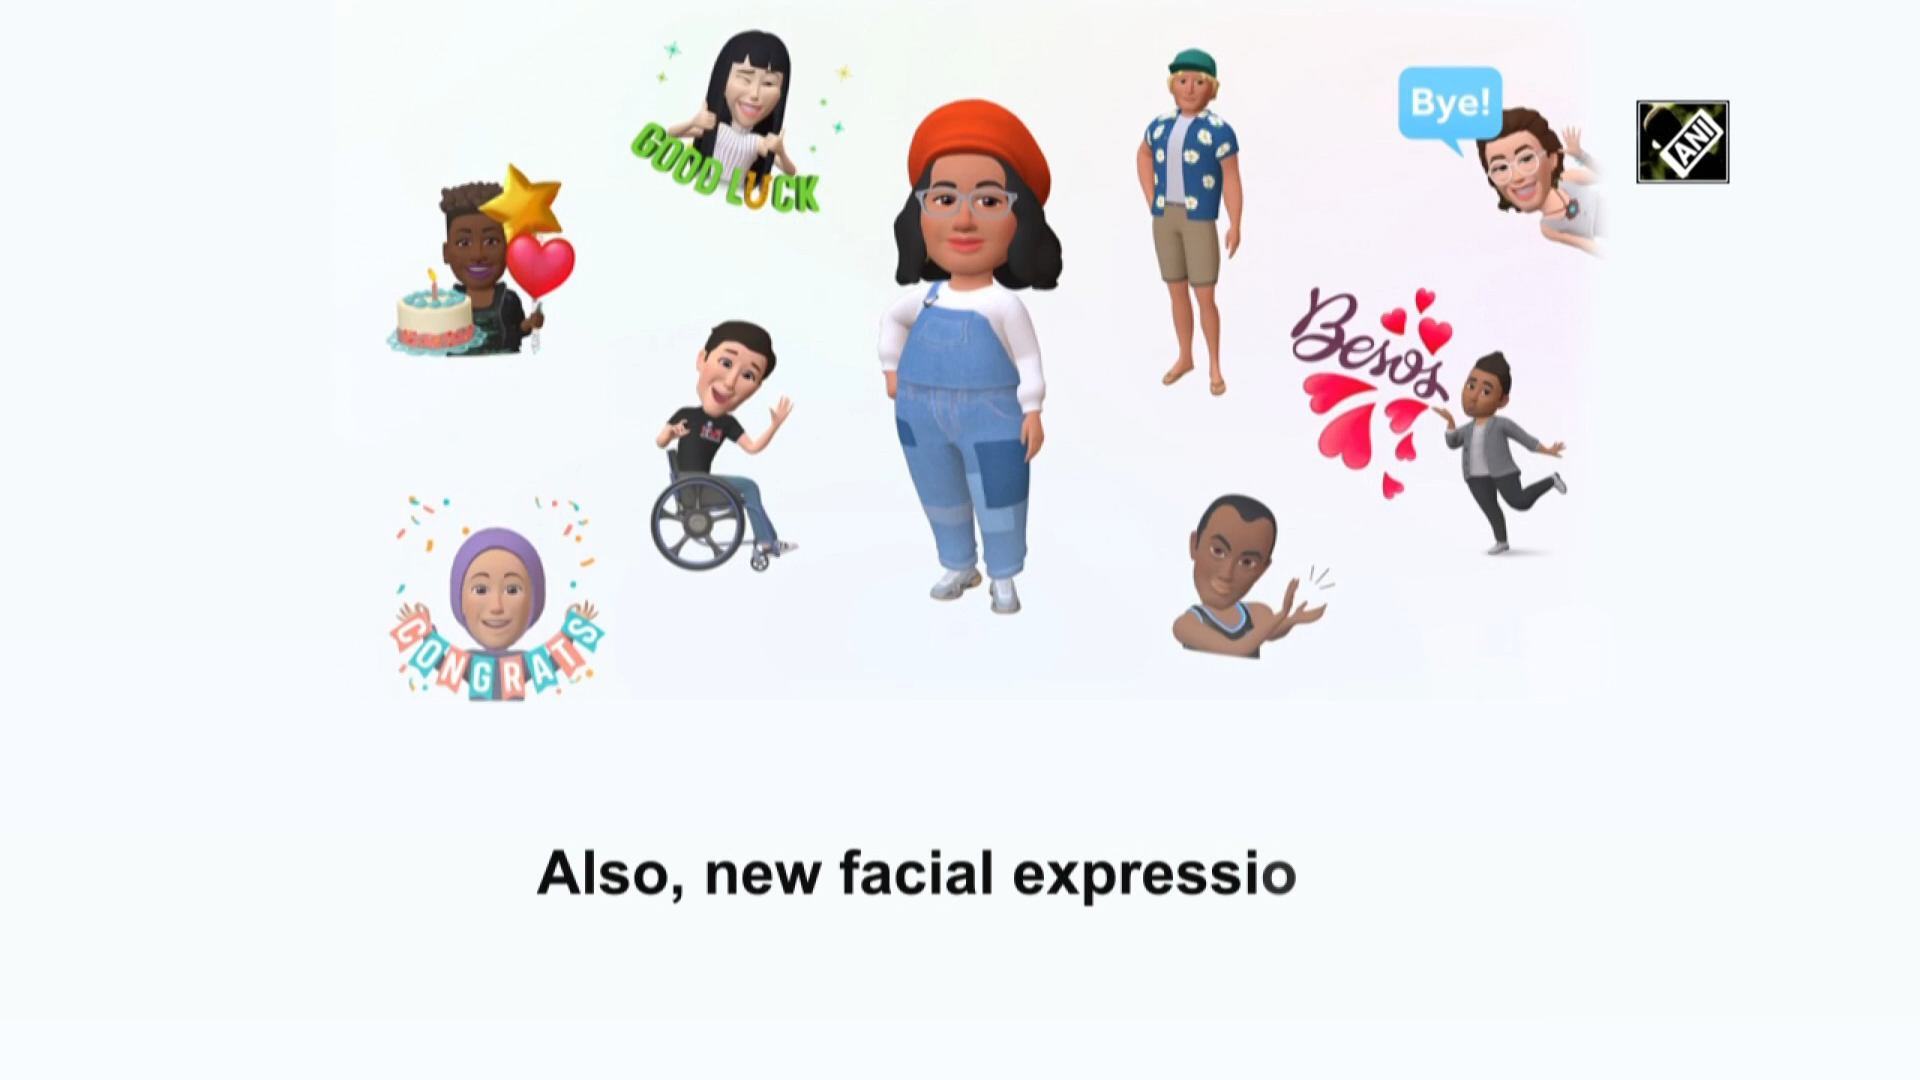 GOOD LUCK
Bye!
ANI
Besos
CONGRATS
Also, new facial expressio